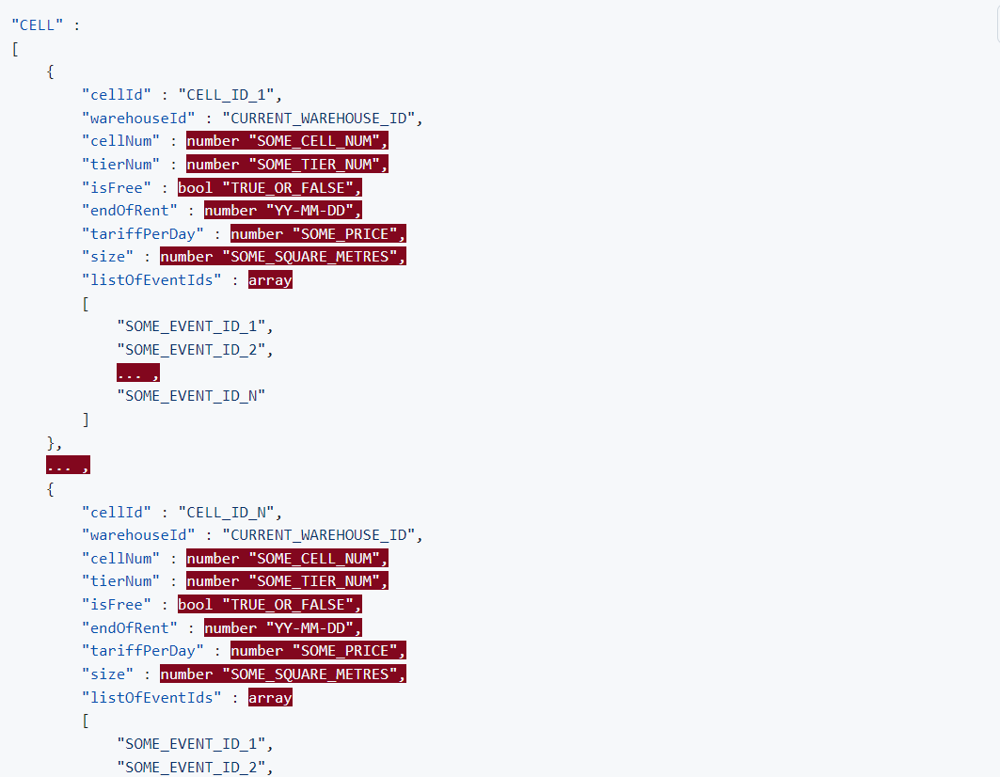 "CELL" :
[
{
"cellId" : "CELL_ID_1",
"warehouseId" : "CURRENT_WAREHOUSE_ID",
"cellNum" : number "SOME_CELL_NUM",
"tierNum" : number "SOME_TIER_NUM",
"isFree" : bool "TRUE_OR_FALSE",
"endOfRent" : number "YY-MM-DD",
"tariffPerDay" : number "SOME_PRICE",
"size" : number "SOME_SQUARE_METRES",
"listOfEventIds" : array
[
"SOME_EVENT_ID_1",
"SOME_EVENT_ID_2",
... ,
"SOME_EVENT_ID_N"
]
},
... ,
{
"cellId" : "CELL_ID_N",
"warehouseId" : "CURRENT_WAREHOUSE_ID",
"cellNum" : number "SOME_CELL_NUM",
"tierNum" : number "SOME_TIER_NUM",
"isFree" : bool "TRUE_OR_FALSE",
"endOfRent" : number "YY-MM-DD",
"tariffPerDay" : number "SOME_PRICE",
"size" : number "SOME_SQUARE_METRES",
"listOfEventIds" : array
[
"SOME_EVENT_ID_1",
"SOME_EVENT_ID_2",